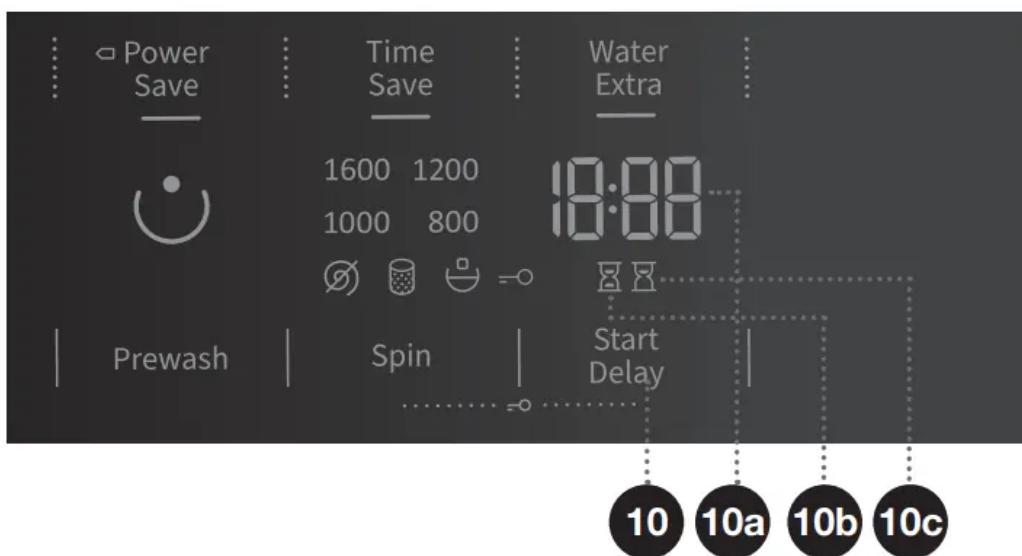 Power
Save
Time
Save
Water
Extra
1600 1200
1000 800
18:88
Prewash
Spin
Start
Delay
10 10a 10b 10c